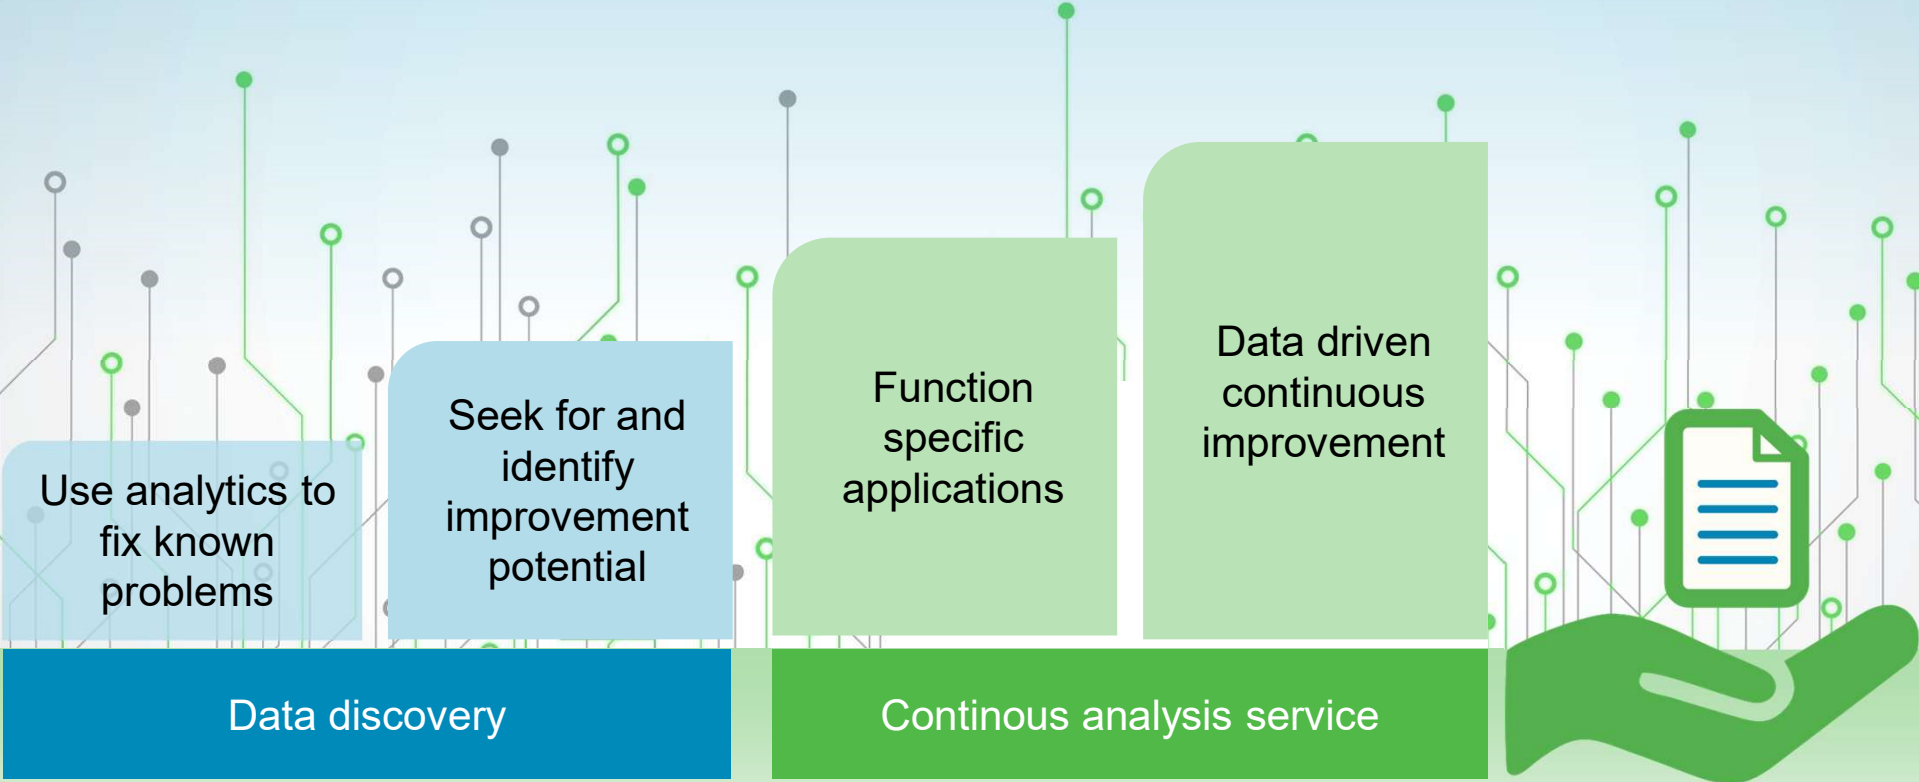 Use analytics to
fix known
problems
Seek for and
identify
improvement
potential
Function
specific
applications
Data driven
continuous
improvement
Data discovery
Continous analysis service